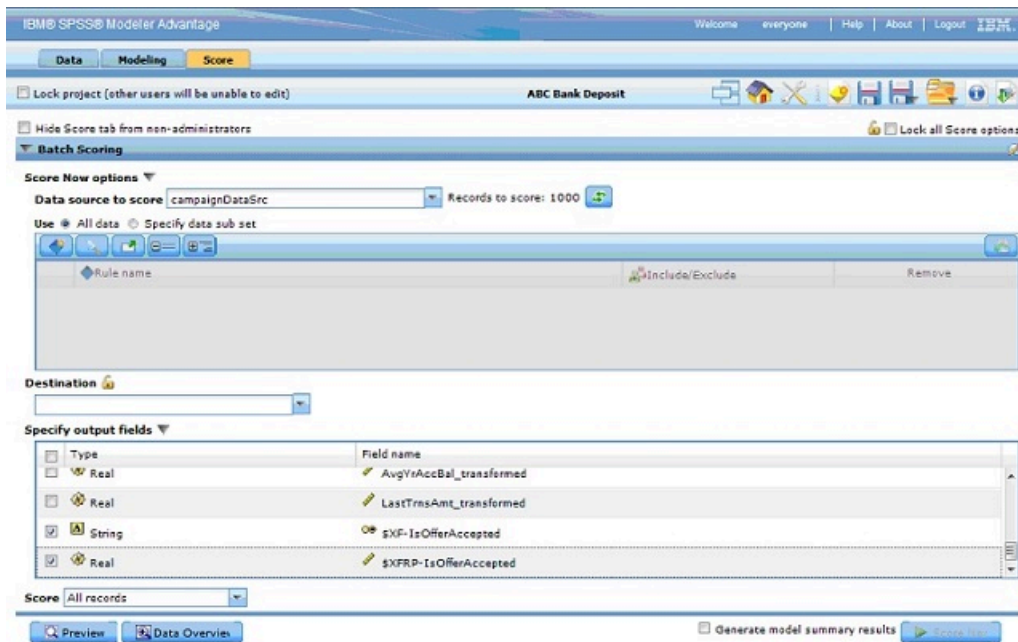 IBM® SPSS® Modeler Advantage
Welcome everyone | Help | About | Logout IBM.
Data Modeling Score
Lock project (other users will be unable to edit) ABC Bank Deposit
Hide Score tab from non-administrators Lock all Score options
Batch Scoring
Score Now options
Data source to score campaignDataSrc Records to score: 1000
Use All data Specify data sub set
Rule name Include/Exclude Remove
Destination
Specify output fields
Type Field name
Real AvgYrAccBal_transformed
Real LastTrnsAmt_transformed
String $XF-IsOfferAccepted
Real $XFRP-IsOfferAccepted
Score All records
Preview Data Overview Generate model summary results Score Now